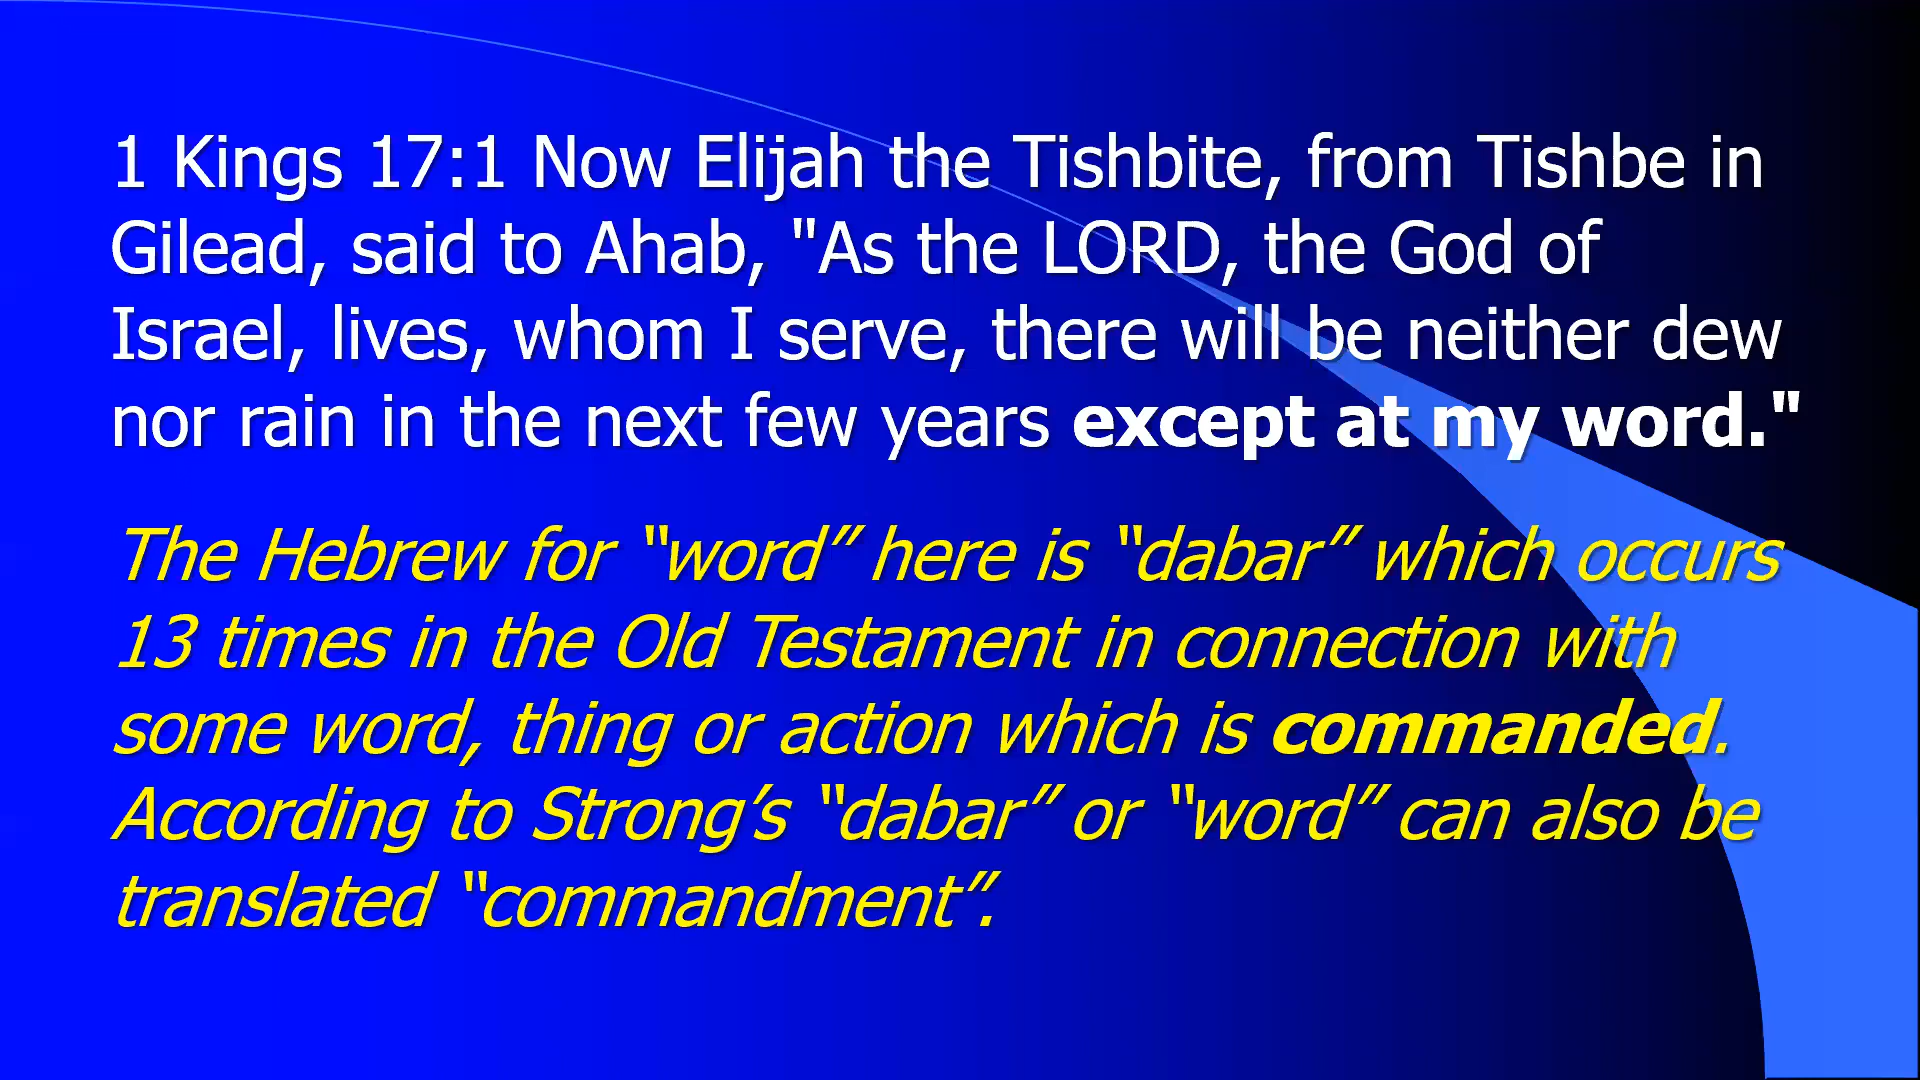 1 Kings 17:1 Now Elijah the Tishbite, from Tishbe in
Gilead, said to Ahab, "As the LORD, the God of
Israel, lives, whom I serve, there will be neither dew
nor rain in the next few years except at my word."
The Hebrew for “word” here is “dabar” which occurs
13 times in the Old Testament in connection with
some word, thing or action which is commanded.
According to Strong’s “dabar” or “word” can also be
translated “commandment”.